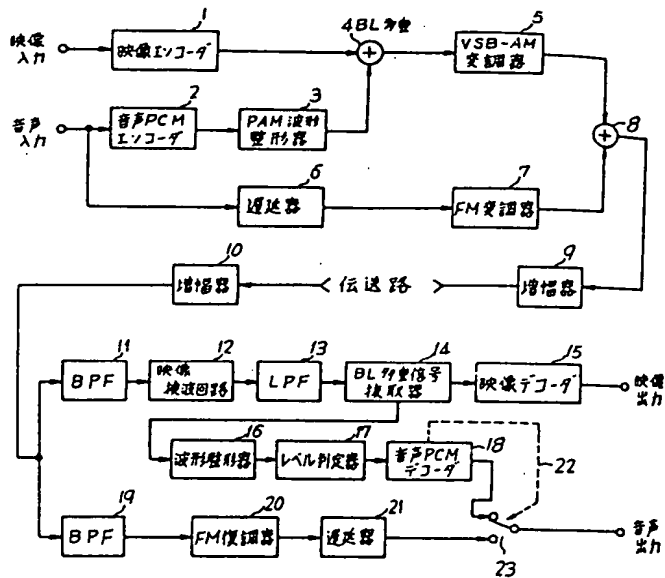 1
映像
入力
映像エンコーダ
4 BL多重
5
VSB-AM
変調器
2
音声
入力
音声PCM
エンコーダ
3
PAM波形
整形器
8
6
遅延器
7
FM変調器
10
増幅器
伝送路
9
増幅器
11
BPF
12
映像
検波回路
13
LPF
14
BL多重信号
抜取器
15
映像デコーダ
映像
出力
16
波形整形器
17
レベル判定器
18
音声PCM
デコーダ
22
19
BPF
20
FM復調器
21
遅延器
23
音声
出力